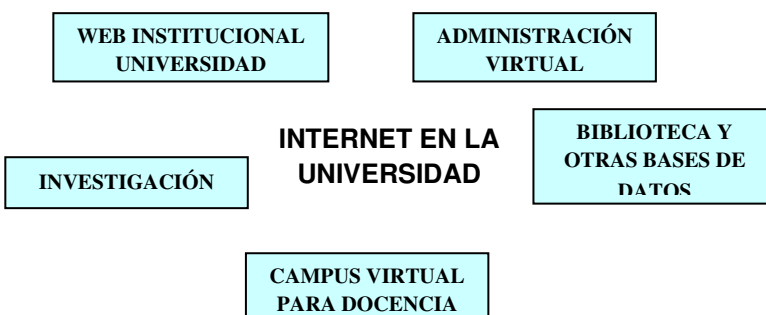 WEB INSTITUCIONAL
UNIVERSIDAD
ADMINISTRACIÓN
VIRTUAL
INTERNET EN LA
UNIVERSIDAD
BIBLIOTECA Y
OTRAS BASES DE
DATOS
INVESTIGACIÓN
CAMPUS VIRTUAL
PARA DOCENCIA